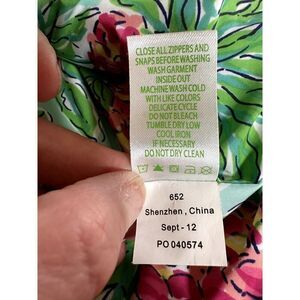 CLOSE ALL ZIPPERS AND
SNAPS BEFORE WASHING
WASH GARMENT
INSIDE OUT
MACHINE WASH COLD
WITH LIKE COLORS
DELICATE CYCLE
DO NOT BLEACH
TUMBLE DRY LOW
COOL IRON
IF NECESSARY
DO NOT DRY CLEAN
652
Shenzhen, China
Sept - 12
PO 040574